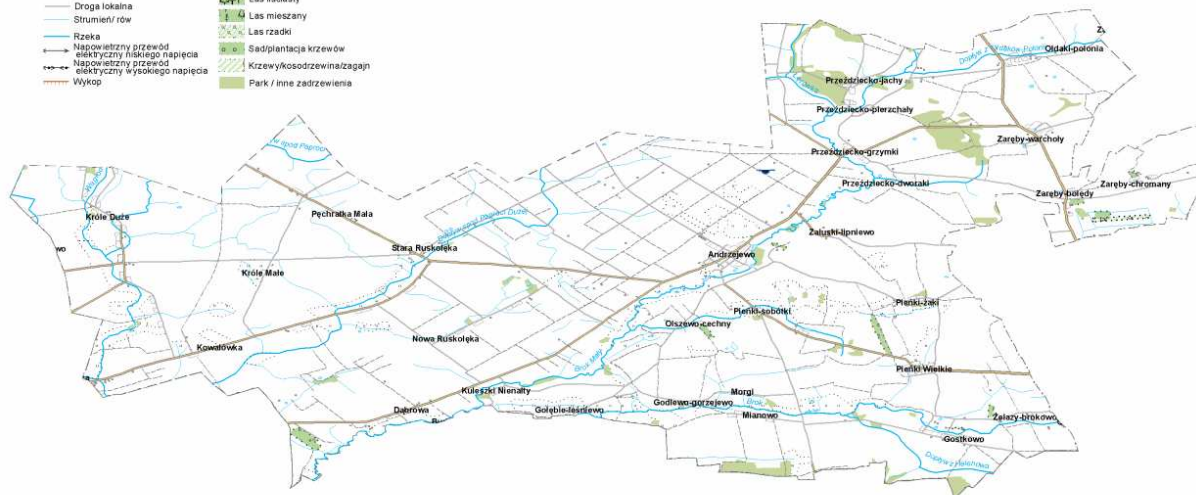 Droga lokalna
Strumień/ rów
Rzeka
Napowietrzny przewód
elektryczny niskiego napięcia
Napowietrzny przewód
elektryczny wysokiego napięcia
Wykop
Las liściasty
Las mieszany
Las rzadki
Sad/plantacja krzewów
Krzewy/kosodrzewina/zagajn
Park / inne zadrzewienia
Ołdaki-polonia
Przeździecko-jachy
Przeździecko-pierzchały
Zaręby-warchoły
Przeździecko-grzymki
Przeździecko-dworaki
Zaręby-bolędy
Zaręby-chromany
Króle Duże
Pęchratka Mała
Załuski-lipniewo
Stara Ruskołęka
Andrzejewo
Króle Małe
Pieńki-żaki
Pieńki-sobótki
Olszewo-cechny
Nowa Ruskołęka
Kowalówka
Brok Mały
Pieńki Wielkie
Kuleszki Nienałty
Morgi
Godlewo-gorzejewo
Brok
Dąbrowa
Gołębie-leśniewo
Mianowo
Żelazy-brokowo
Gostkowo